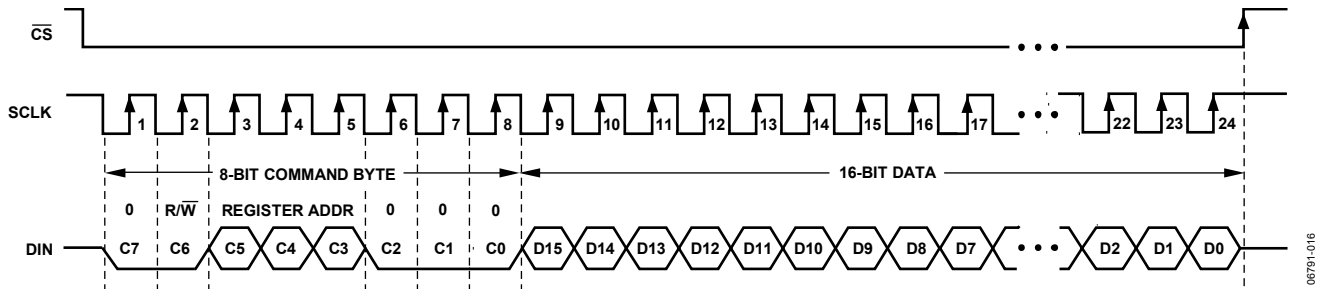 CS
SCLK
1 2 3 4 5 6 7 8 9 10 11 12 13 14 15 16 17 22 23 24
8-BIT COMMAND BYTE 16-BIT DATA
0 R/W REGISTER ADDR 0 0 0
DIN C7 C6 C5 C4 C3 C2 C1 C0 D15 D14 D13 D12 D11 D10 D9 D8 D7 D2 D1 D0
06791-016